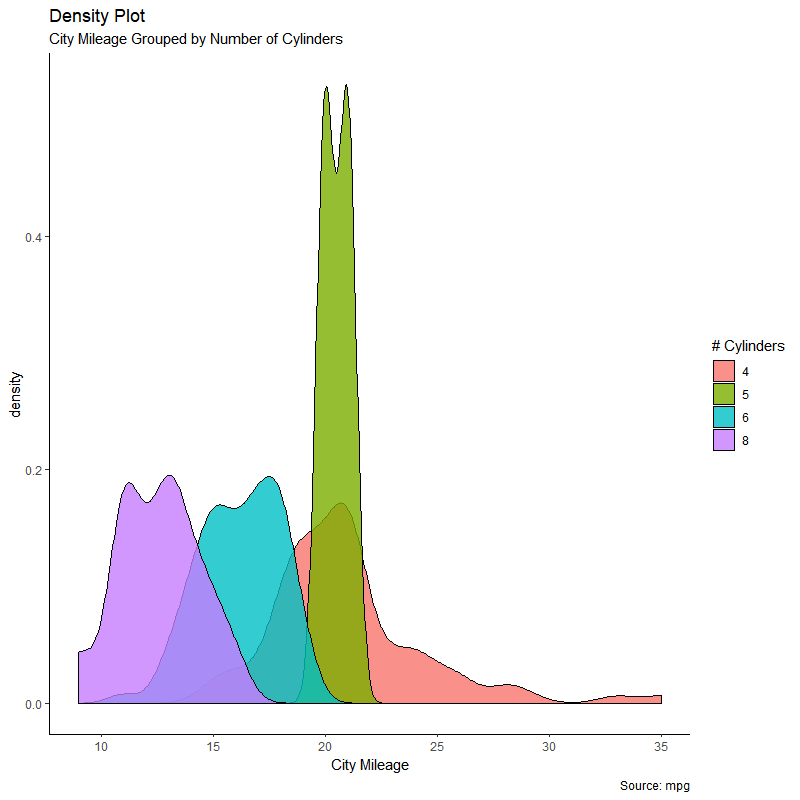 Density Plot
City Mileage Grouped by Number of Cylinders
density
0.4
0.2
0.0
10 15 20 25 30 35
City Mileage
# Cylinders
4
5
6
8
Source: mpg